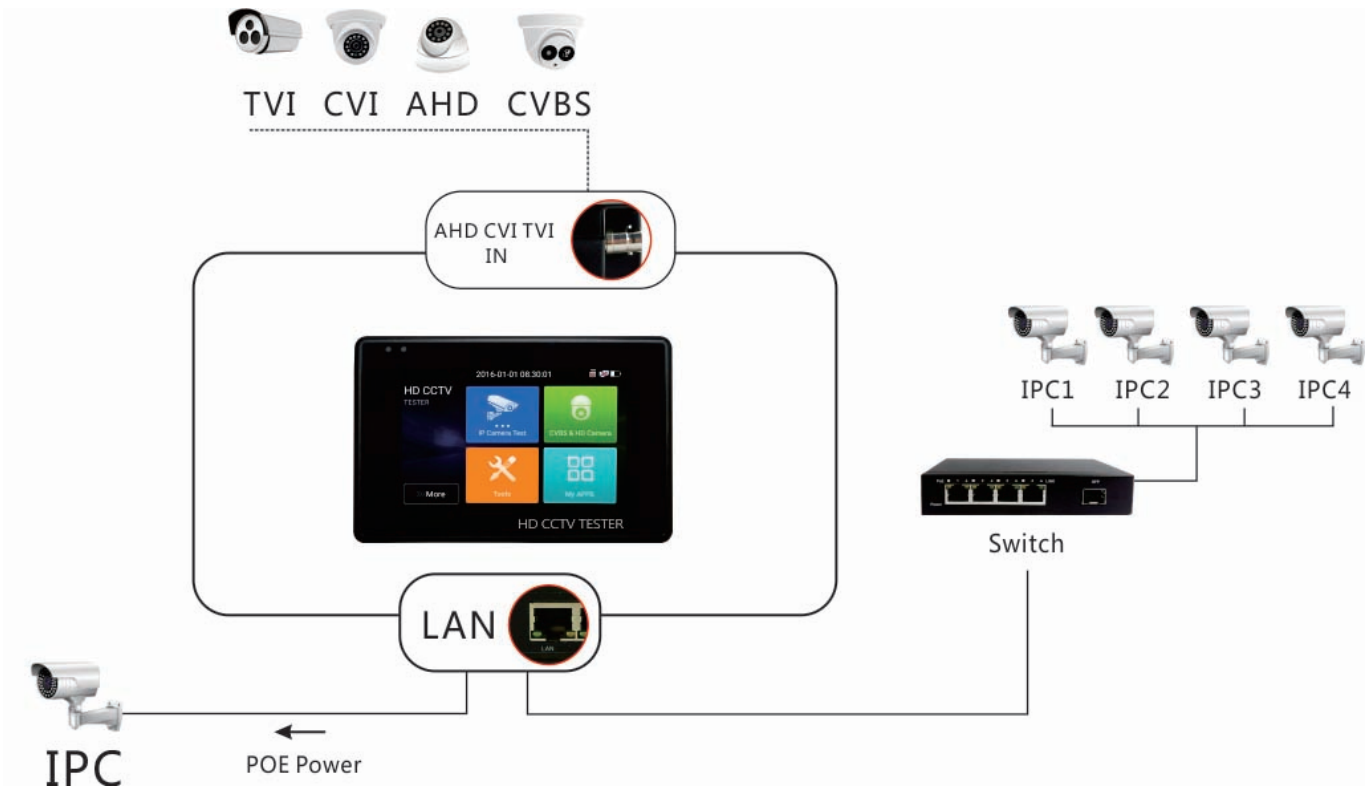 TVI CVI AHD CVBS
AHD CVI TVI
IN
2016-01-01 08:30:01
HD CCTV
TESTER
IP Camera Test
CVBS & HD Camera
More
Tools
My APPS
HD CCTV TESTER
IPC1 IPC2 IPC3 IPC4
Switch
LAN
LAN
IPC
POE Power